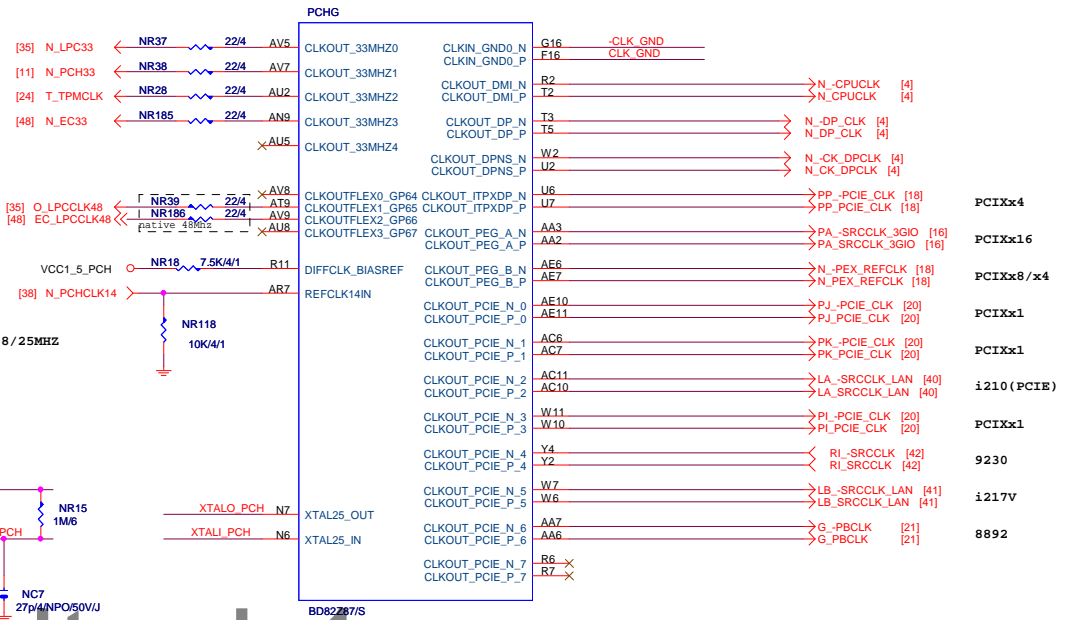 PCHG
[35] N_LPC33 NR37 22/4 AV5 CLKOUT_33MHZ0
[11] N_PCH33 NR38 22/4 AV7 CLKOUT_33MHZ1
[24] T_TPMCLK NR28 22/4 AU2 CLKOUT_33MHZ2
[48] N_EC33 NR185 22/4 AN9 CLKOUT_33MHZ3
AU5 CLKOUT_33MHZ4
AV8 CLKOUTFLEX0_GP64
[35] O_LPCCLK48 NR39 22/4 AT9 CLKOUTFLEX1_GP65
[48] EC_LPCCLK48 NR186 22/4 AV9 CLKOUTFLEX2_GP66
native 48Mhz AU8 CLKOUTFLEX3_GP67
VCC1_5_PCH NR18 7.5K/4/1 R11 DIFFCLK_BIASREF
[38] N_PCHCLK14 AR7 REFCLK14IN
NR118
10K/4/1
8/25MHZ
NR15
1M/6
PCH
NC7
27p/4/NPO/50V/J
XTALO_PCH N7 XTAL25_OUT
XTALI_PCH N6 XTAL25_IN
CLKIN_GND0_N G16 -CLK_GND
CLKIN_GND0_P F16 CLK_GND
CLKOUT_DMI_N R2 N_-CPUCLK [4]
CLKOUT_DMI_P T2 N_CPUCLK [4]
CLKOUT_DP_N T3 N_-DP_CLK [4]
CLKOUT_DP_P T5 N_DP_CLK [4]
CLKOUT_DPNS_N W2 N_-CK_DPCLK [4]
CLKOUT_DPNS_P U2 N_CK_DPCLK [4]
CLKOUT_ITPXDP_N U6 PP_-PCIE_CLK [18]
CLKOUT_ITPXDP_P U7 PP_PCIE_CLK [18]
PCIXx4
CLKOUT_PEG_A_N AA3 PA_-SRCCLK_3GIO [16]
CLKOUT_PEG_A_P AA2 PA_SRCCLK_3GIO [16]
PCIXx16
CLKOUT_PEG_B_N AE6 N_-PEX_REFCLK [18]
CLKOUT_PEG_B_P AE7 N_PEX_REFCLK [18]
PCIXx8/x4
CLKOUT_PCIE_N_0 AE10 PJ_-PCIE_CLK [20]
CLKOUT_PCIE_P_0 AE11 PJ_PCIE_CLK [20]
PCIXx1
CLKOUT_PCIE_N_1 AC6 PK_-PCIE_CLK [20]
CLKOUT_PCIE_P_1 AC7 PK_PCIE_CLK [20]
PCIXx1
CLKOUT_PCIE_N_2 AC11 LA_-SRCCLK_LAN [40]
CLKOUT_PCIE_P_2 AC10 LA_SRCCLK_LAN [40]
i210(PCIE)
CLKOUT_PCIE_N_3 W11 PI_-PCIE_CLK [20]
CLKOUT_PCIE_P_3 W10 PI_PCIE_CLK [20]
PCIXx1
CLKOUT_PCIE_N_4 Y4 RI_-SRCCLK [42]
CLKOUT_PCIE_P_4 Y2 RI_SRCCLK [42]
9230
CLKOUT_PCIE_N_5 W7 LB_-SRCCLK_LAN [41]
CLKOUT_PCIE_P_5 W6 LB_SRCCLK_LAN [41]
i217V
CLKOUT_PCIE_N_6 AA7 G_-PBCLK [21]
CLKOUT_PCIE_P_6 AA6 G_PBCLK [21]
8892
CLKOUT_PCIE_N_7 R6
CLKOUT_PCIE_P_7 R7
BD82Z87/S